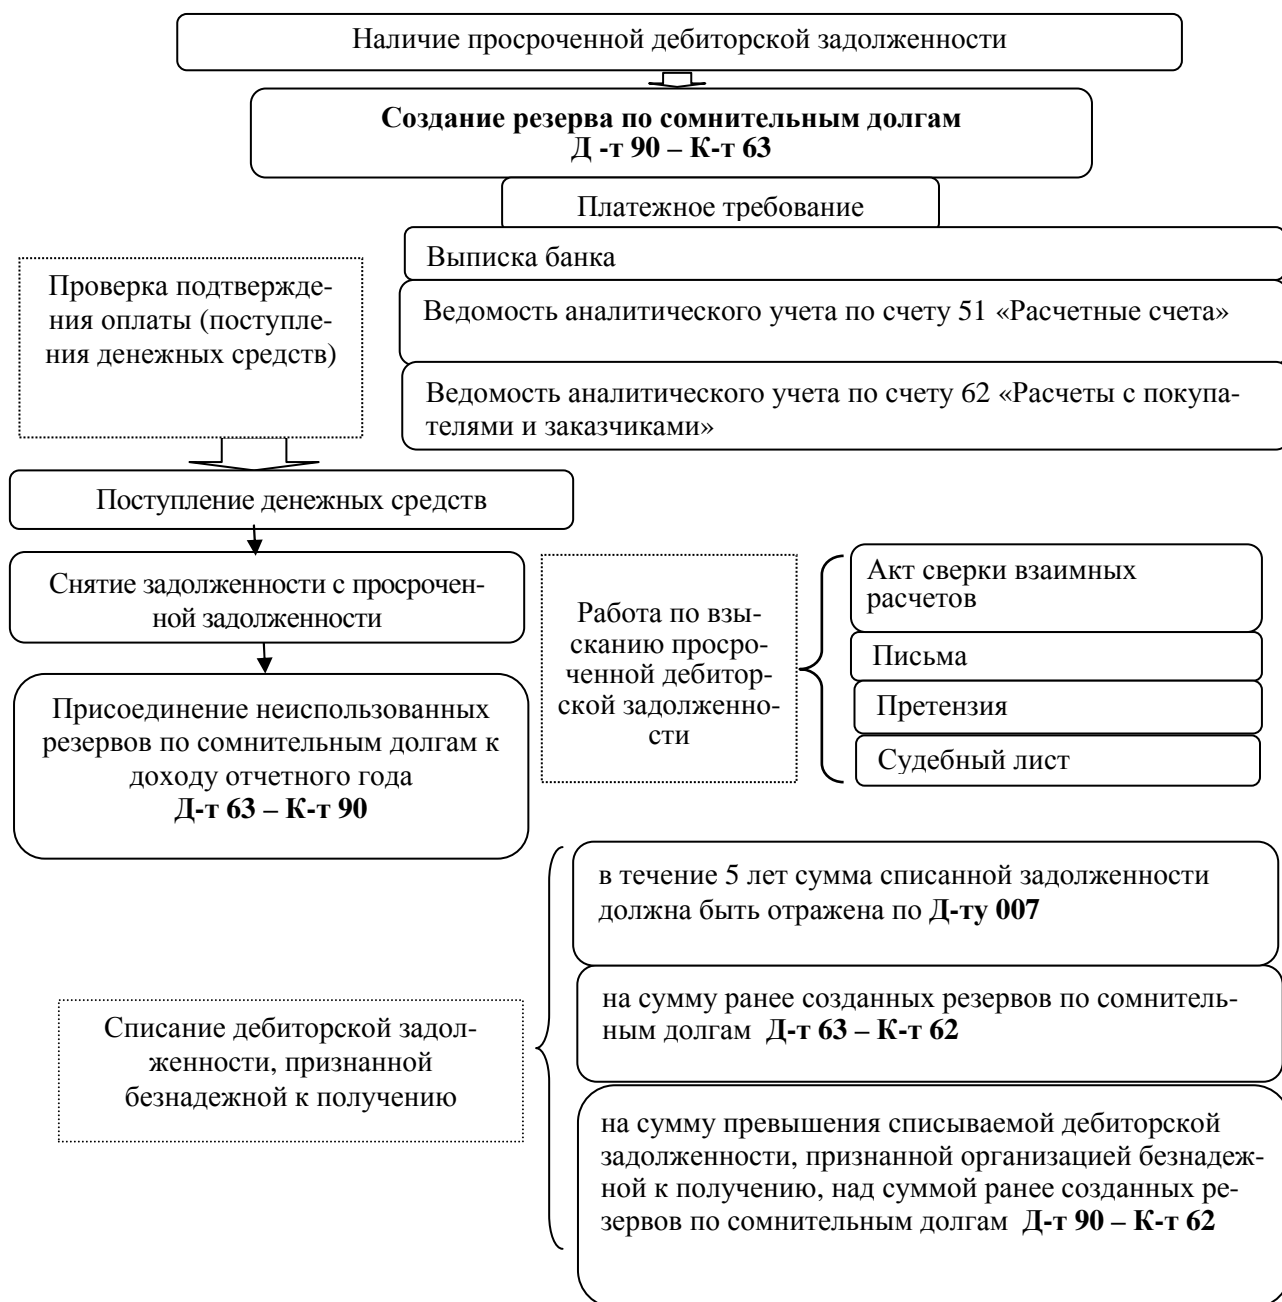 Наличие просроченной дебиторской задолженности
Создание резерва по сомнительным долгам
Д -т 90 – К-т 63
Платежное требование
Выписка банка
Проверка подтвержде-
ния оплаты (поступле-
ния денежных средств)
Ведомость аналитического учета по счету 51 «Расчетные счета»
Ведомость аналитического учета по счету 62 «Расчеты с покупа-
телями и заказчиками»
Поступление денежных средств
Снятие задолженности с просрочен-
ной задолженности
Присоединение неиспользованных
резервов по сомнительным долгам к
доходу отчетного года
Д-т 63 – К-т 90
Работа по взы-
сканию просро-
ченной дебитор-
ской задолженно-
сти
Акт сверки взаимных
расчетов
Письма
Претензия
Судебный лист
Списание дебиторской задол-
женности, признанной
безнадежной к получению
в течение 5 лет сумма списанной задолженности
должна быть отражена по Д-ту 007
на сумму ранее созданных резервов по сомнитель-
ным долгам Д-т 63 – К-т 62
на сумму превышения списываемой дебиторской
задолженности, признанной организацией безнадеж-
ной к получению, над суммой ранее созданных ре-
зервов по сомнительным долгам Д-т 90 – К-т 62